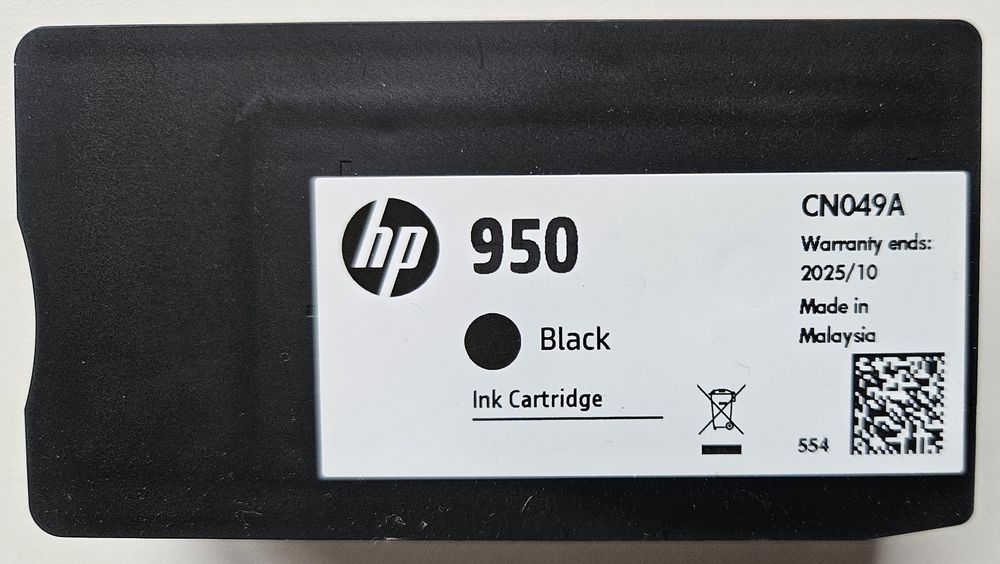 hp
950
Black
Ink Cartridge
CN049A
Warranty ends:
2025/10
Made in
Malaysia
554